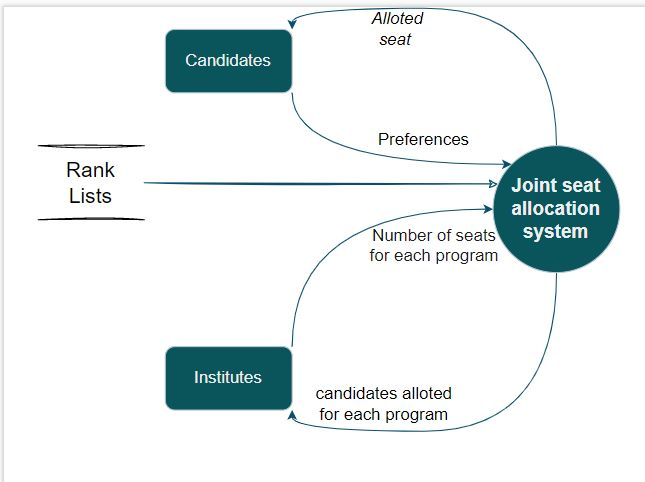 Alloted
seat
Candidates
Preferences
Rank
Lists
Joint seat
allocation
system
Number of seats
for each program
Institutes
candidates alloted
for each program